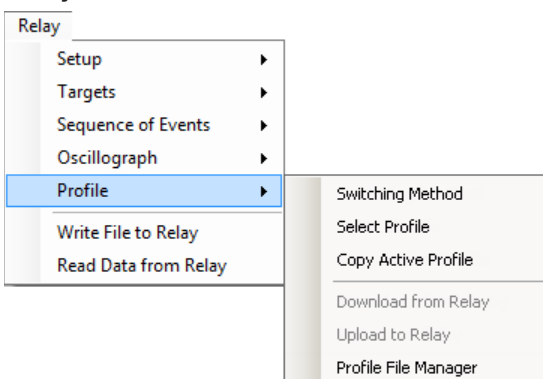 Relay
Setup
Targets
Sequence of Events
Oscillograph
Profile
Write File to Relay
Read Data from Relay
Switching Method
Select Profile
Copy Active Profile
Download from Relay
Upload to Relay
Profile File Manager